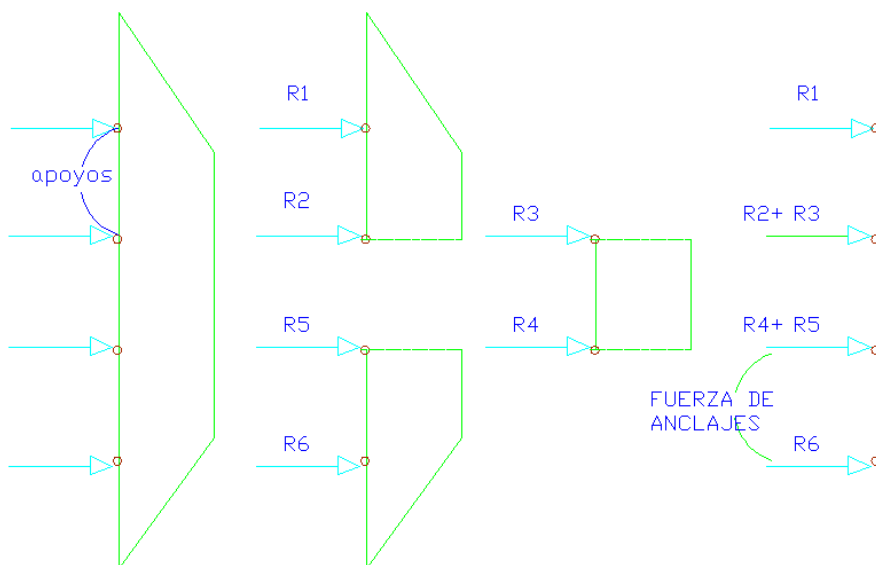 R1
R1
apoyos
R2
R3
R2+ R3
R5
R4
R4+ R5
FUERZA DE
ANCLAJES
R6
R6